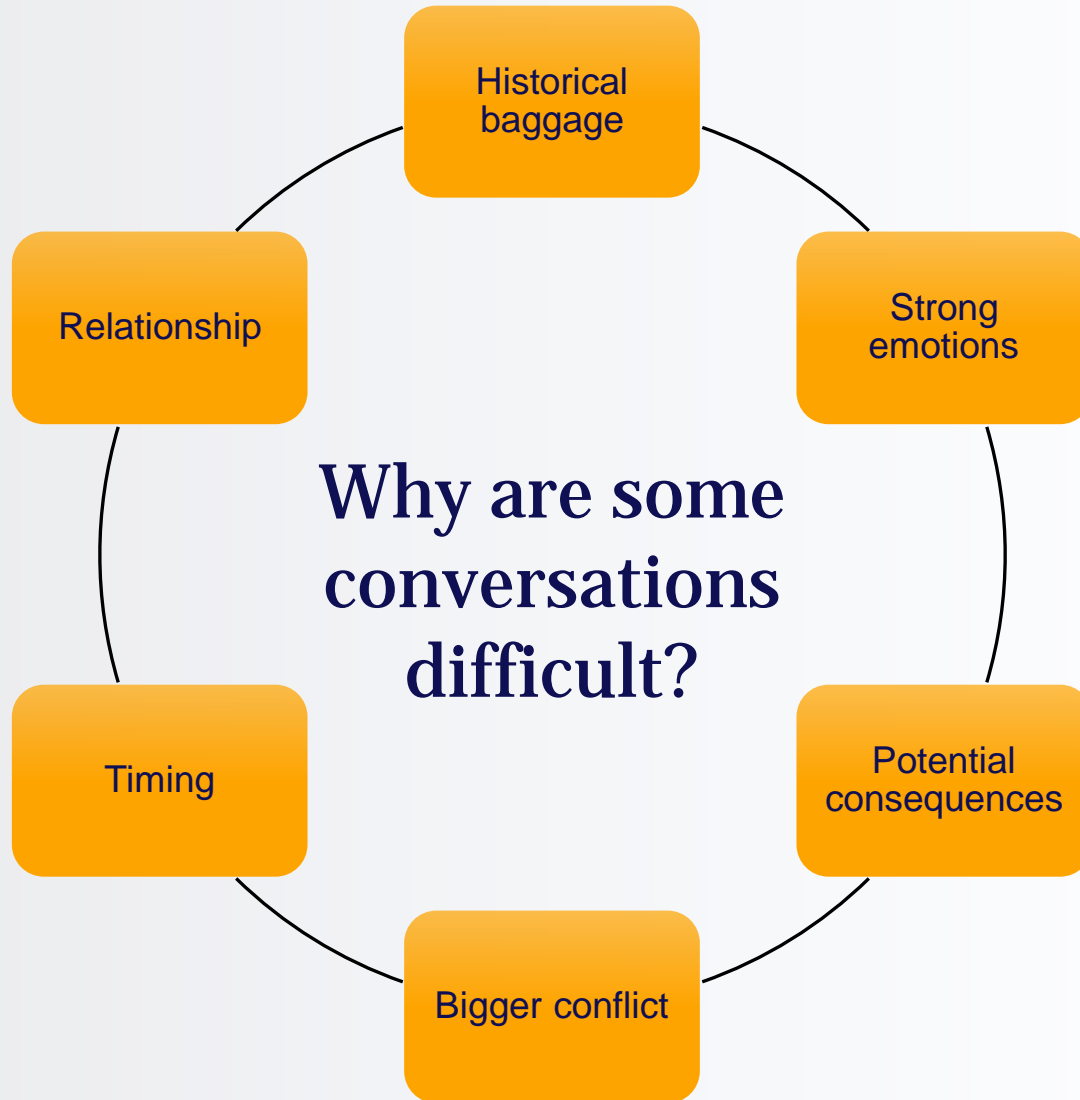 Historical
baggage
Strong
emotions
Relationship
Why are some
conversations
difficult?
Potential
consequences
Timing
Bigger conflict